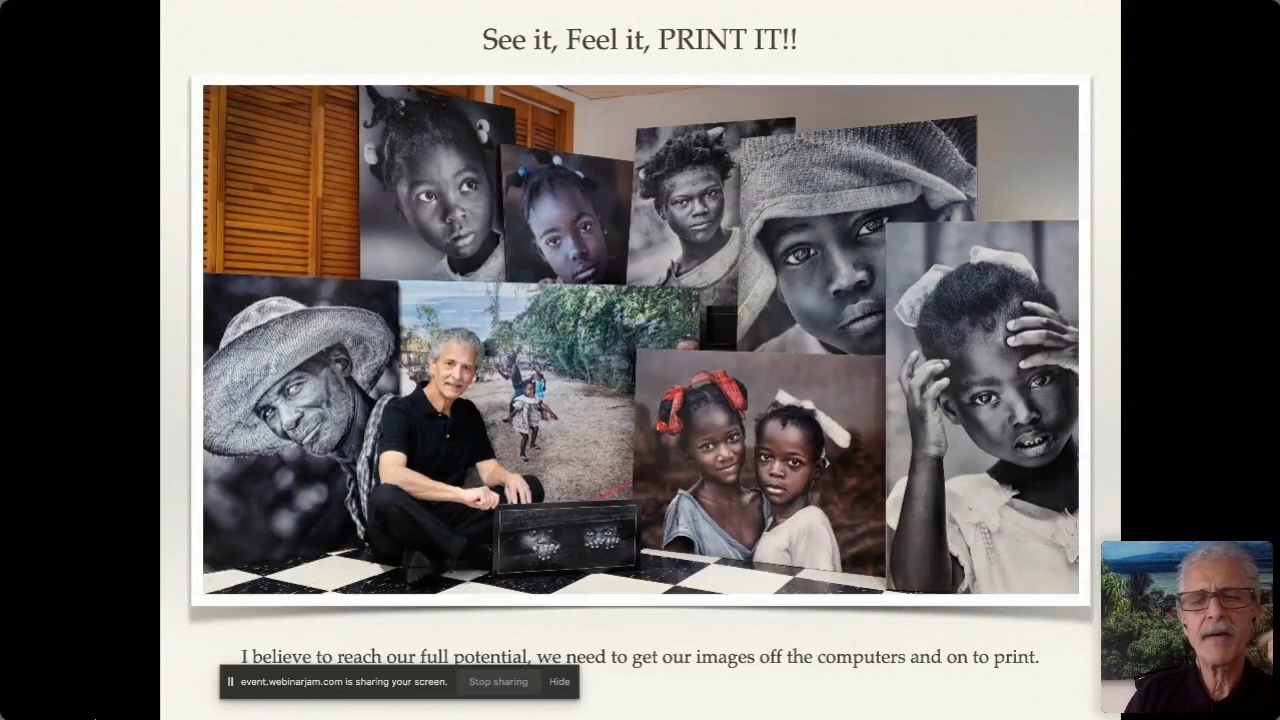 See it, Feel it, PRINT IT!!
I believe to reach our full potential, we need to get our images off the computers and on to print.
event.webinarjam.com is sharing your screen.
Stop sharing
Hide